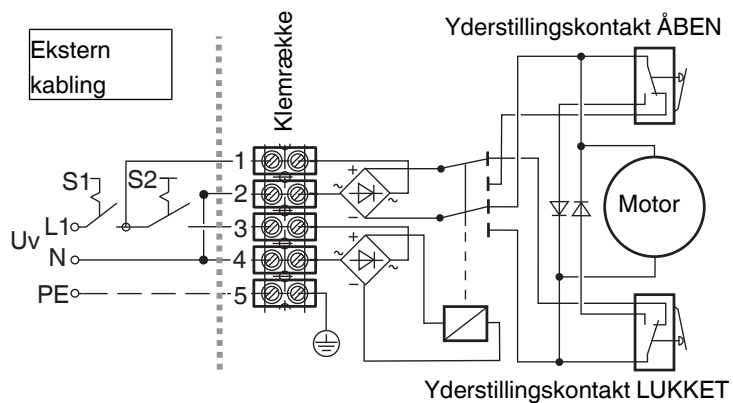 Yderstillingskontakt ÅBEN
Ekstern
kabling
Klemrække
S1 S2
1
2
3
4
5
L1
Uv
N
PE
+
~ ~
−
+
~ ~
−
Motor
Yderstillingskontakt LUKKET